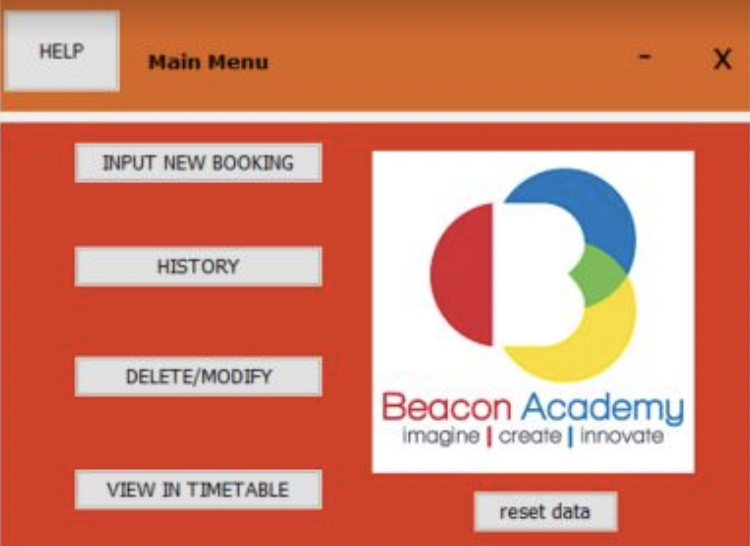 HELP
Main Menu
-
X
INPUT NEW BOOKING
HISTORY
DELETE/MODIFY
VIEW IN TIMETABLE
Beacon Academy
imagine | create | innovate
reset data